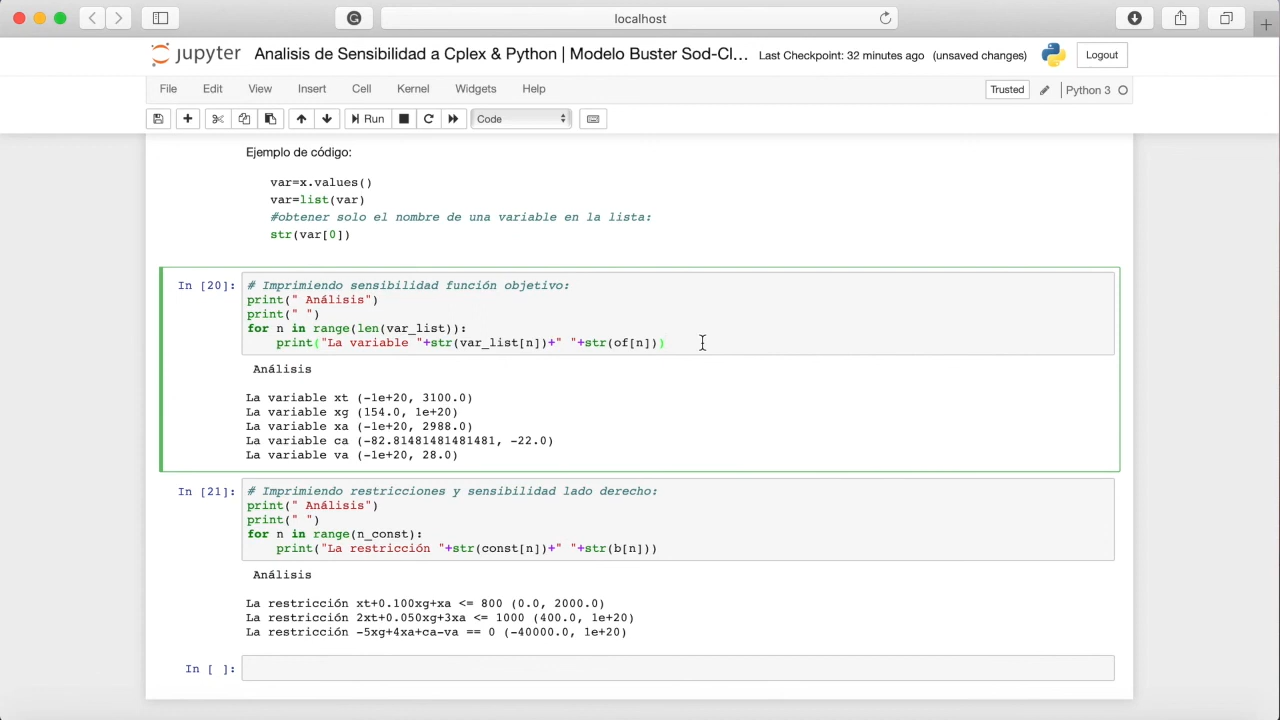 localhost
jupyter Analisis de Sensibilidad a Cplex & Python | Modelo Buster Sod-Cl... Last Checkpoint: 32 minutes ago (unsaved changes) Logout
File Edit View Insert Cell Kernel Widgets Help Trusted Python 3
Run Code
Ejemplo de código:
var=x.values()
var=list(var)
#obtener solo el nombre de una variable en la lista:
str(var[0])
In [20]: # Imprimiendo sensibilidad función objetivo:
print(" Análisis")
print(" ")
for n in range(len(var_list)):
print("La variable "+str(var_list[n])+" "+str(of[n]))
Análisis
La variable xt (-1e+20, 3100.0)
La variable xg (154.0, 1e+20)
La variable xa (-1e+20, 2988.0)
La variable ca (-82.81481481481481, -22.0)
La variable va (-1e+20, 28.0)
In [21]: # Imprimiendo restricciones y sensibilidad lado derecho:
print(" Análisis")
print(" ")
for n in range(n_const):
print("La restricción "+str(const[n])+" "+str(b[n]))
Análisis
La restricción xt+0.100xg+xa <= 800 (0.0, 2000.0)
La restricción 2xt+0.050xg+3xa <= 1000 (400.0, 1e+20)
La restricción -5xg+4xa+ca-va == 0 (-40000.0, 1e+20)
In [ ]: